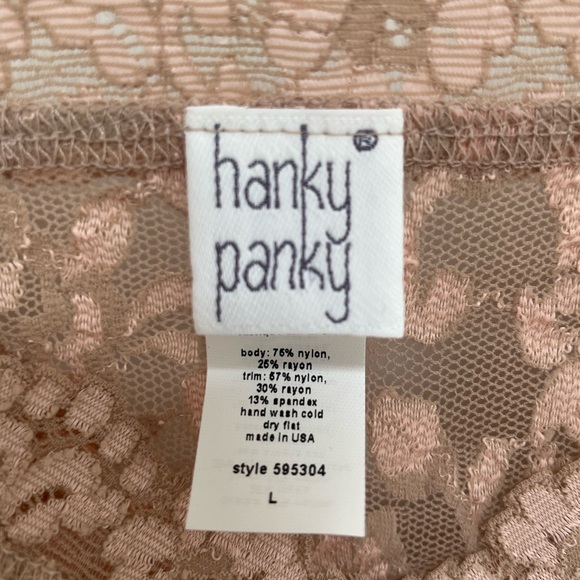 hanky®
panky
body: 75% nylon,
25% rayon
trim: 57% nylon,
30% rayon
13% spandex
hand wash cold
dry flat
made in USA
style 595304
L